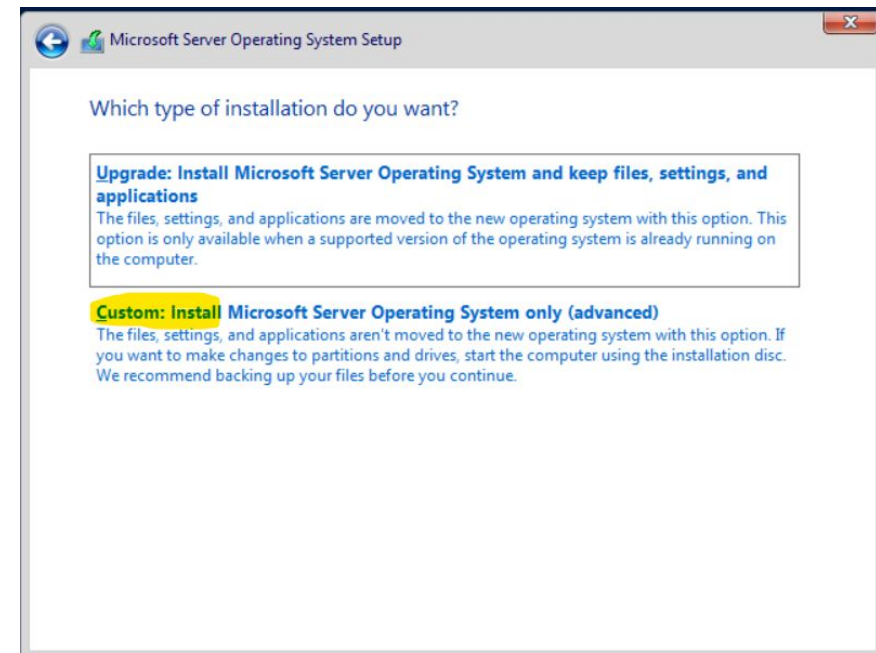 Microsoft Server Operating System Setup
Which type of installation do you want?
Upgrade: Install Microsoft Server Operating System and keep files, settings, and
applications
The files, settings, and applications are moved to the new operating system with this option. This
option is only available when a supported version of the operating system is already running on
the computer.
Custom: Install Microsoft Server Operating System only (advanced)
The files, settings, and applications aren't moved to the new operating system with this option. If
you want to make changes to partitions and drives, start the computer using the installation disc.
We recommend backing up your files before you continue.